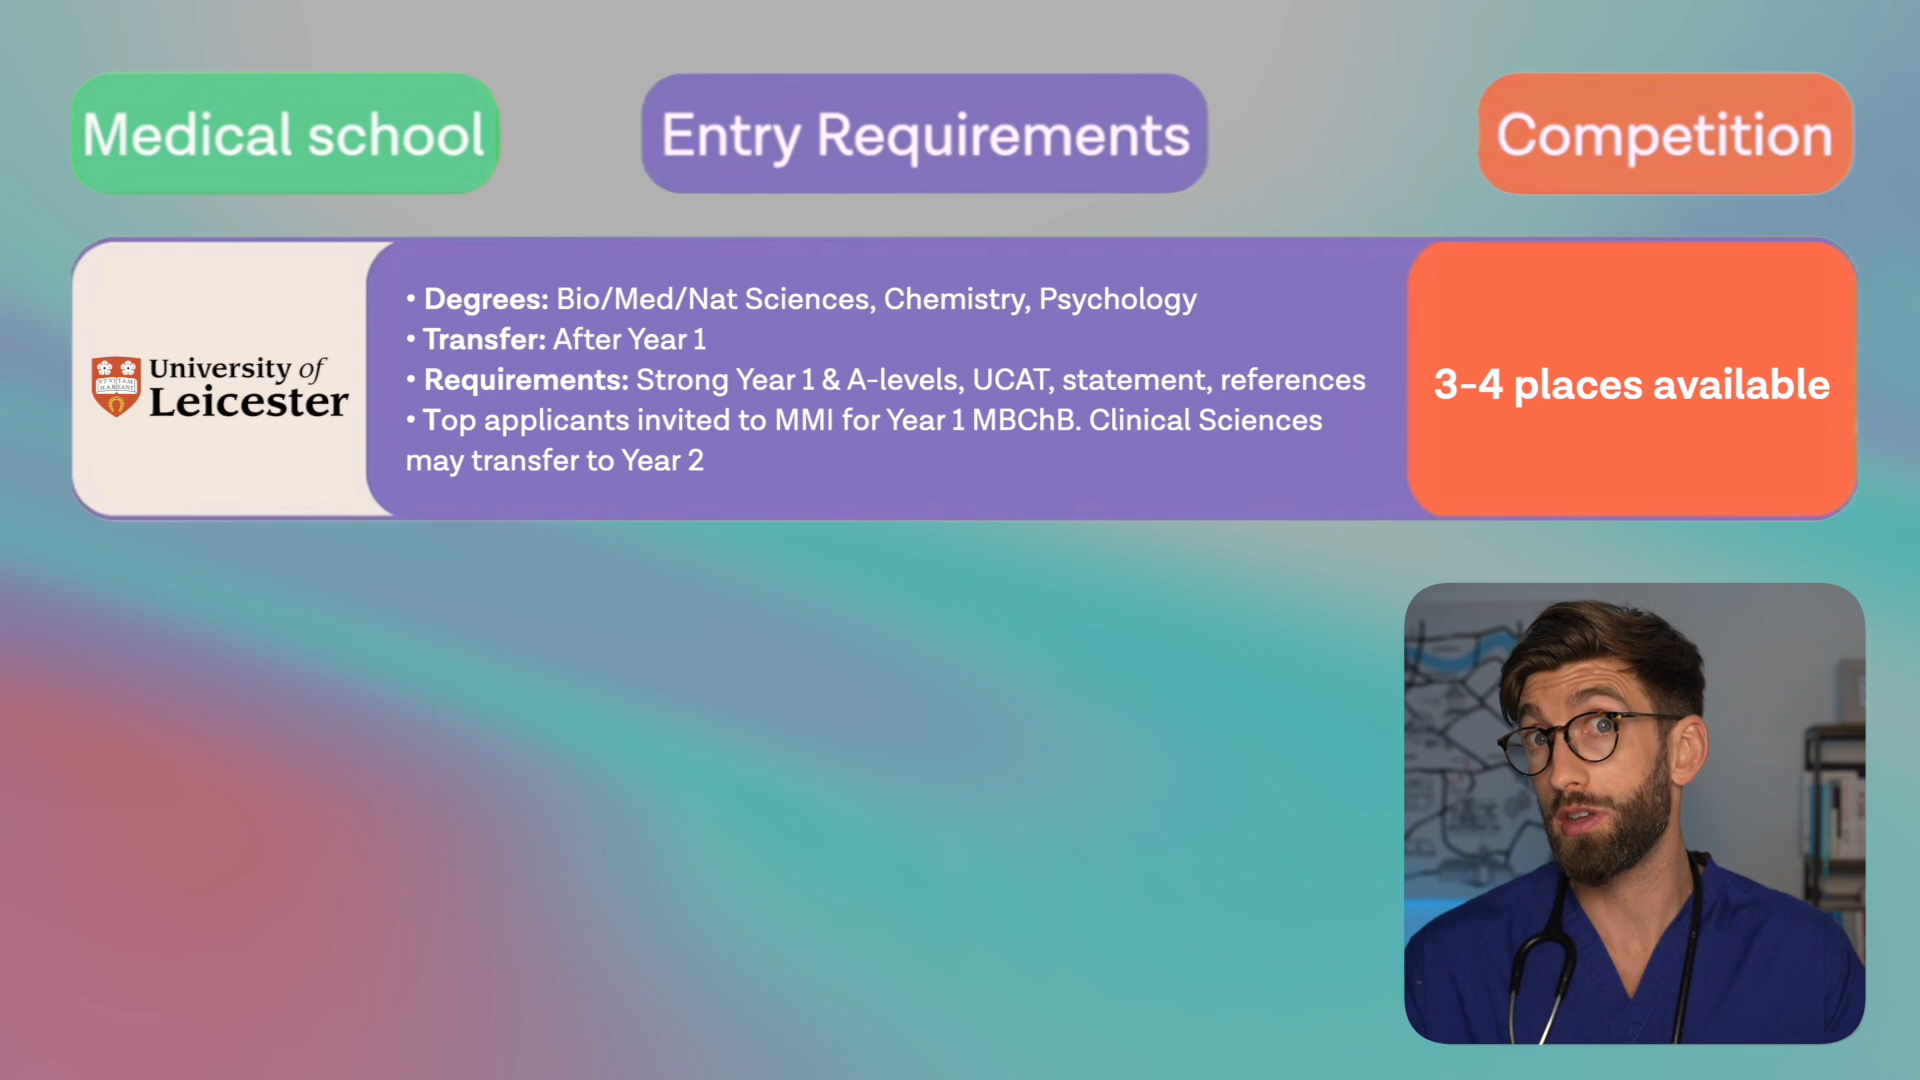 Medical school
Entry Requirements
Competition
University of
Leicester
• Degrees: Bio/Med/Nat Sciences, Chemistry, Psychology
• Transfer: After Year 1
• Requirements: Strong Year 1 & A-levels, UCAT, statement, references
• Top applicants invited to MMI for Year 1 MBChB. Clinical Sciences
may transfer to Year 2
3-4 places available